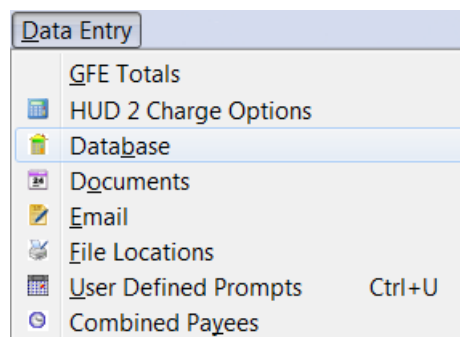 Data Entry
GFE Totals
HUD 2 Charge Options
Database
Documents
Email
File Locations
User Defined Prompts Ctrl+U
Combined Payees